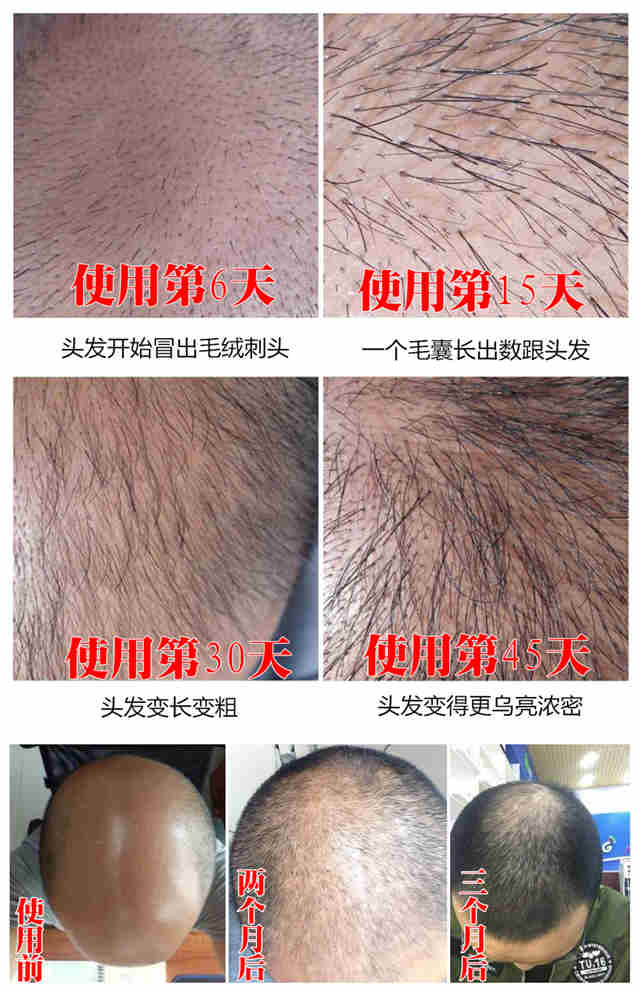 使用第6天
使用第15天
头发开始冒出毛绒刺头
一个毛囊长出数跟头发
使用第30天
使用第45天
头发变长变粗
头发变得更乌亮浓密
使用前
两个月后
三个月后
G
TU.16